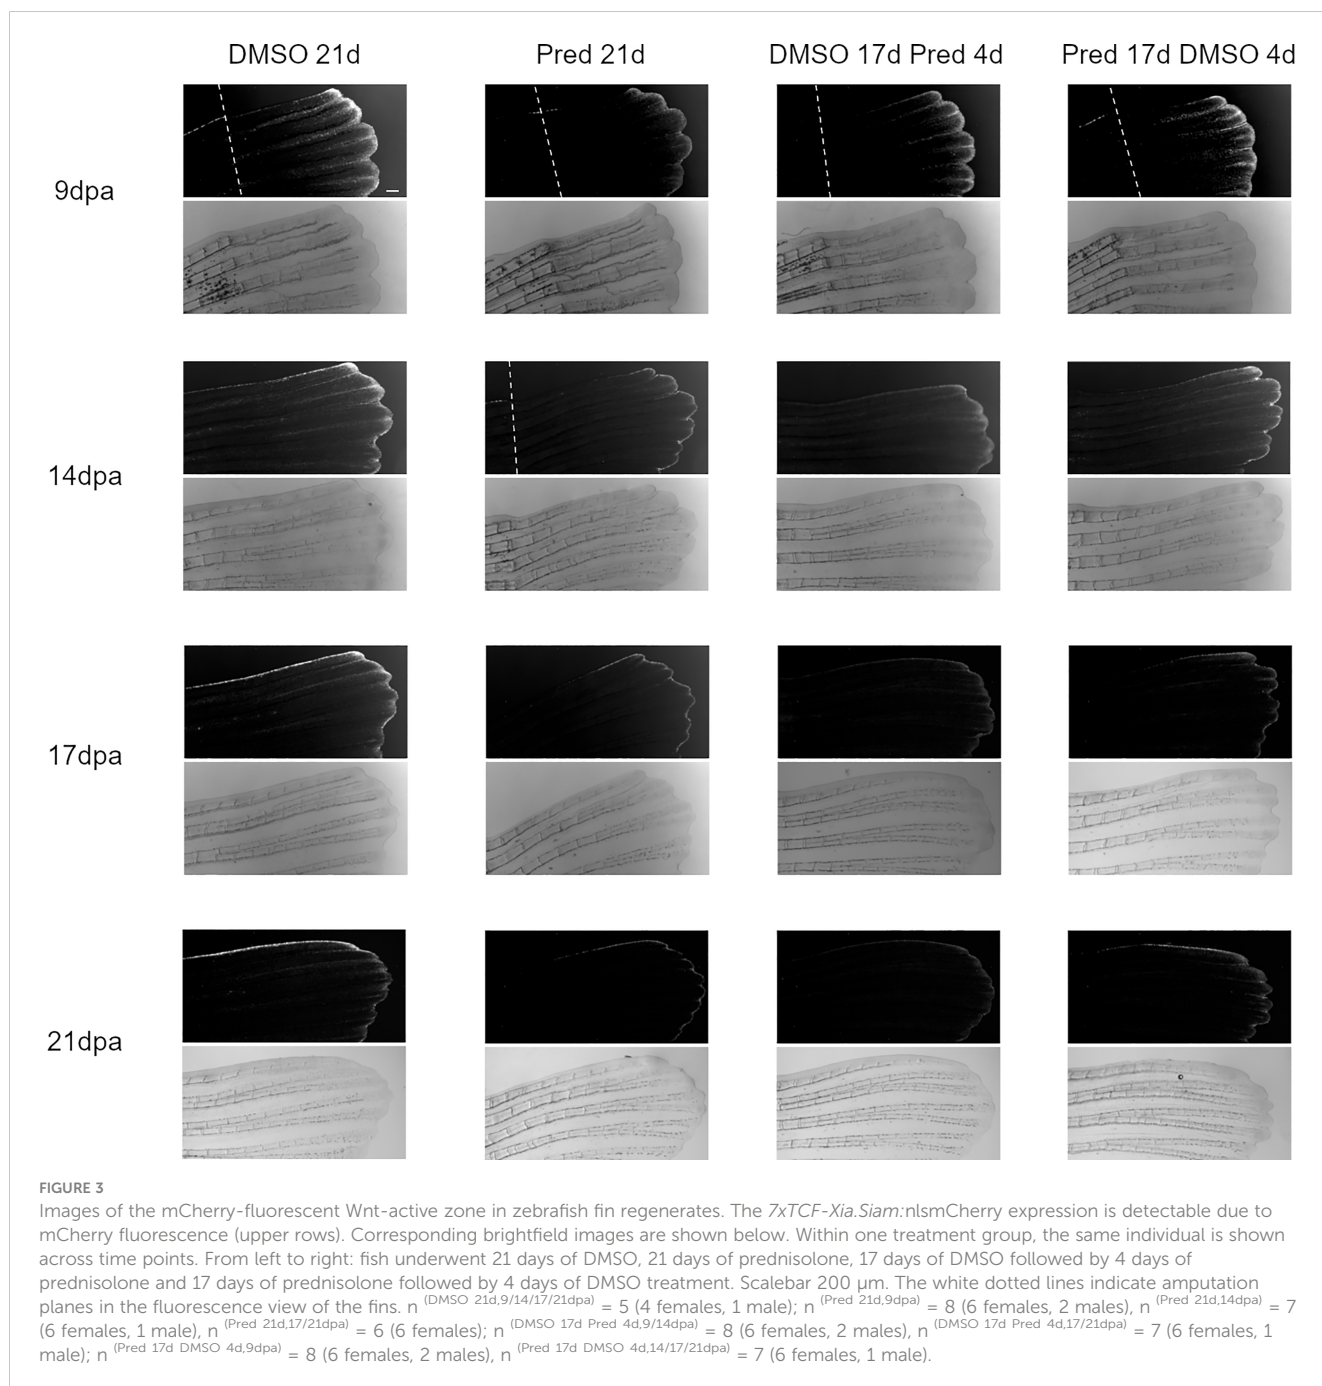 DMSO 21d Pred 21d DMSO 17d Pred 4d Pred 17d DMSO 4d
9dpa
14dpa
17dpa
21dpa
FIGURE 3
Images of the mCherry-fluorescent Wnt-active zone in zebrafish fin regenerates. The 7xTCF-Xia.Siam:nlsmCherry expression is detectable due to
mCherry fluorescence (upper rows). Corresponding brightfield images are shown below. Within one treatment group, the same individual is shown
across time points. From left to right: fish underwent 21 days of DMSO, 21 days of prednisolone, 17 days of DMSO followed by 4 days of
prednisolone and 17 days of prednisolone followed by 4 days of DMSO treatment. Scalebar 200 µm. The white dotted lines indicate amputation
planes in the fluorescence view of the fins. n (DMSO 21d,9/14/17/21dpa) = 5 (4 females, 1 male); n (Pred 21d,9dpa) = 8 (6 females, 2 males), n (Pred 21d,14dpa) = 7
(6 females, 1 male), n (Pred 21d,17/21dpa) = 6 (6 females); n (DMSO 17d Pred 4d,9/14dpa) = 8 (6 females, 2 males), n (DMSO 17d Pred 4d,17/21dpa) = 7 (6 females, 1
male); n (Pred 17d DMSO 4d,9dpa) = 8 (6 females, 2 males), n (Pred 17d DMSO 4d,14/17/21dpa) = 7 (6 females, 1 male).